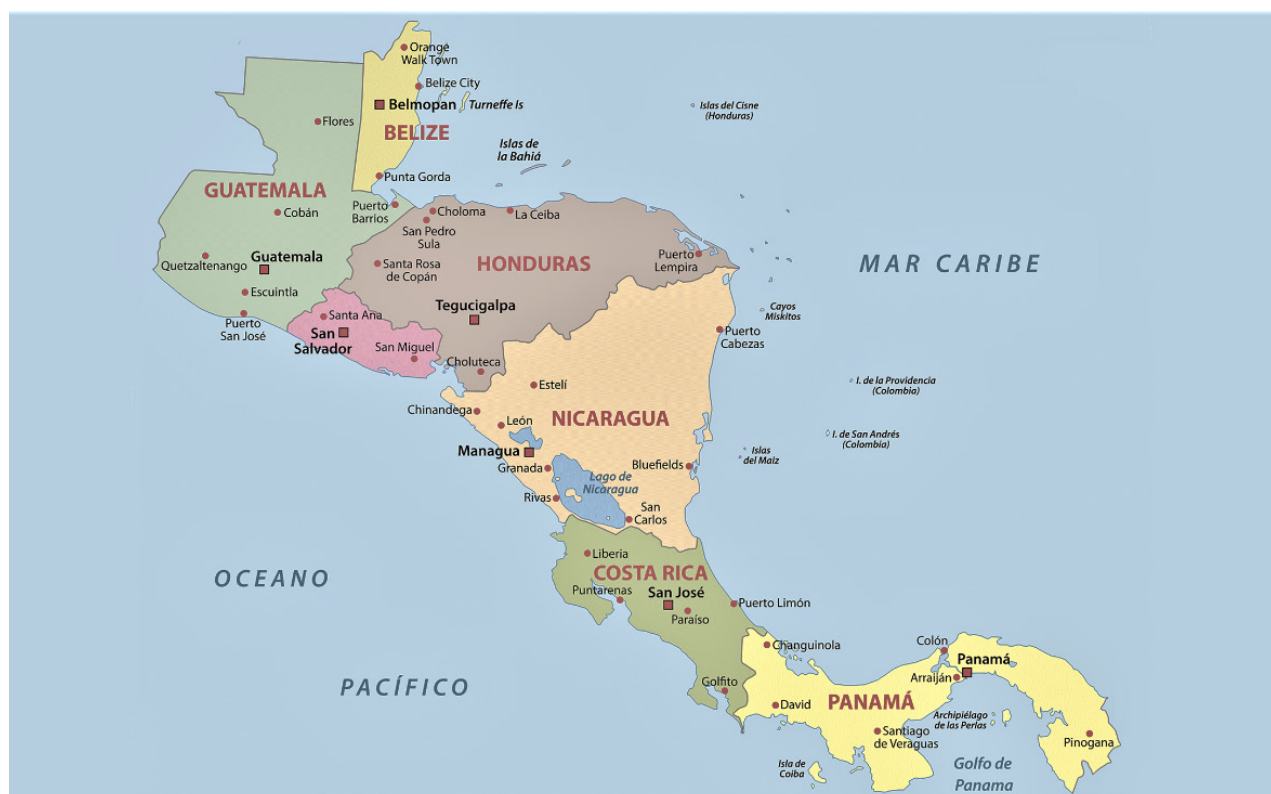 Orange
Walk Town
Belize City
Belmopan
Turneffe Is
BELIZE
Flores
Punta Gorda
GUATEMALA
Cobán
Puerto
Barrios
Quetzaltenango
Guatemala
Escuintla
Puerto
San José
Islas del Cisne
(Honduras)
Islas de
la Bahiá
Choloma
San Pedro
Sula
La Ceiba
Santa Rosa
de Copán
HONDURAS
Puerto
Lempira
Tegucigalpa
Choluteca
Santa Ana
San
Salvador
San Miguel
MAR CARIBE
Cayos
Miskitos
Puerto
Cabezas
I. de la Providencia
(Colombia)
I. de San Andrés
(Colombia)
Islas
del Maiz
Estelí
Chinandega
León
NICARAGUA
Managua
Granada
Lago de
Nicaragua
Bluefields
Rivas
San
Carlos
OCEANO
PACÍFICO
Liberia
COSTA RICA
Puntarenas
San José
Paraíso
Puerto Limón
Golfito
Changuinola
David
PANAMÁ
Colón
Panamá
Arraiján
Archipiélago
de las Perlas
Santiago
de Veraguas
Pinogana
Isla de
Coiba
Golfo de
Panama